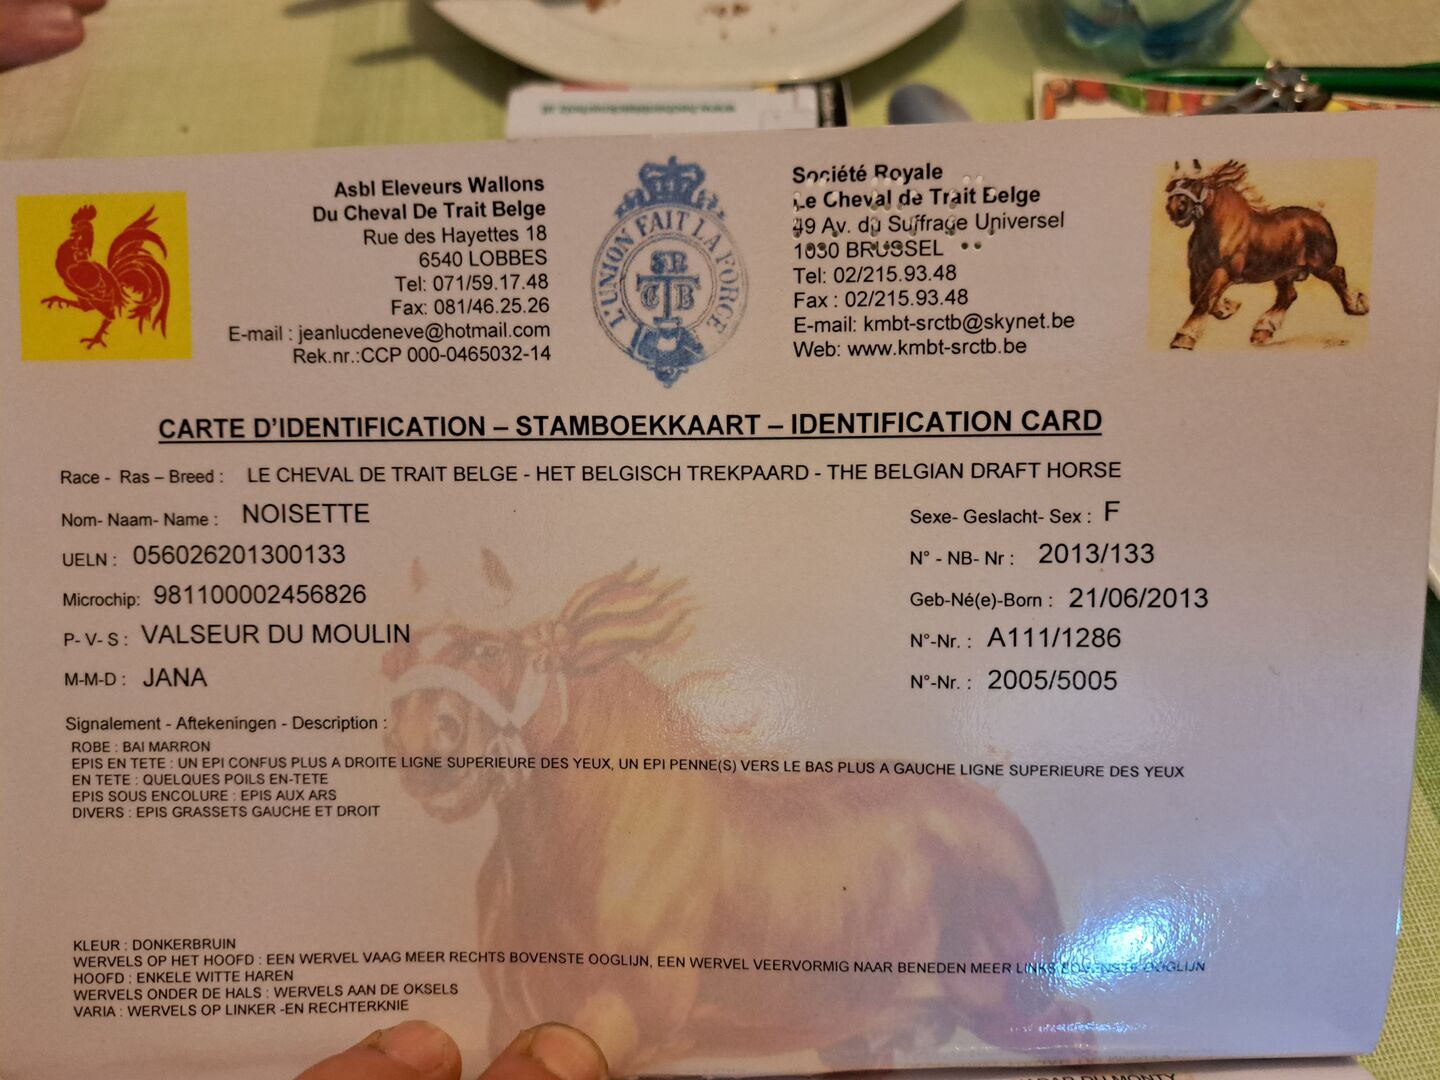 Asbl Eleveurs Wallons
Du Cheval De Trait Belge
Rue des Hayettes 18
6540 LOBBES
Tel: 071/59.17.48
Fax: 081/46.25.26
E-mail : jeanlucdeneve@hotmail.com
Rek.nr.:CCP 000-0465032-14
L'UNION FAIT LA FORCE
Société Royale
Le Cheval de Trait Belge
49 Av. du Suffrage Universel
1030 BRUSSEL
Tel: 02/215.93.48
Fax : 02/215.93.48
E-mail: kmbt-srctb@skynet.be
Web: www.kmbt-srctb.be
CARTE D'IDENTIFICATION – STAMBOEKKAART – IDENTIFICATION CARD
Race - Ras – Breed : LE CHEVAL DE TRAIT BELGE - HET BELGISCH TREKPAARD - THE BELGIAN DRAFT HORSE
Nom- Naam- Name : NOISETTE Sexe- Geslacht- Sex : F
UELN : 056026201300133 N° - NB- Nr : 2013/133
Microchip: 981100002456826 Geb-Né(e)-Born : 21/06/2013
P- V- S : VALSEUR DU MOULIN N°-Nr. : A111/1286
M-M-D : JANA N°-Nr. : 2005/5005
Signalement - Aftekeningen - Description :
ROBE : BAI MARRON
EPIS EN TETE : UN EPI CONFUS PLUS A DROITE LIGNE SUPERIEURE DES YEUX, UN EPI PENNE(S) VERS LE BAS PLUS A GAUCHE LIGNE SUPERIEURE DES YEUX
EN TETE : QUELQUES POILS EN-TETE
EPIS SOUS ENCOLURE : EPIS AUX ARS
DIVERS : EPIS GRASSETS GAUCHE ET DROIT
KLEUR : DONKERBRUIN
WERVELS OP HET HOOFD : EEN WERVEL VAAG MEER RECHTS BOVENSTE OOGLIJN, EEN WERVEL VEERVORMIG NAAR BENEDEN MEER LINKS BOVENSTE OOGLIJN
HOOFD : ENKELE WITTE HAREN
WERVELS ONDER DE HALS : WERVELS AAN DE OKSELS
VARIA : WERVELS OP LINKER -EN RECHTERKNIE